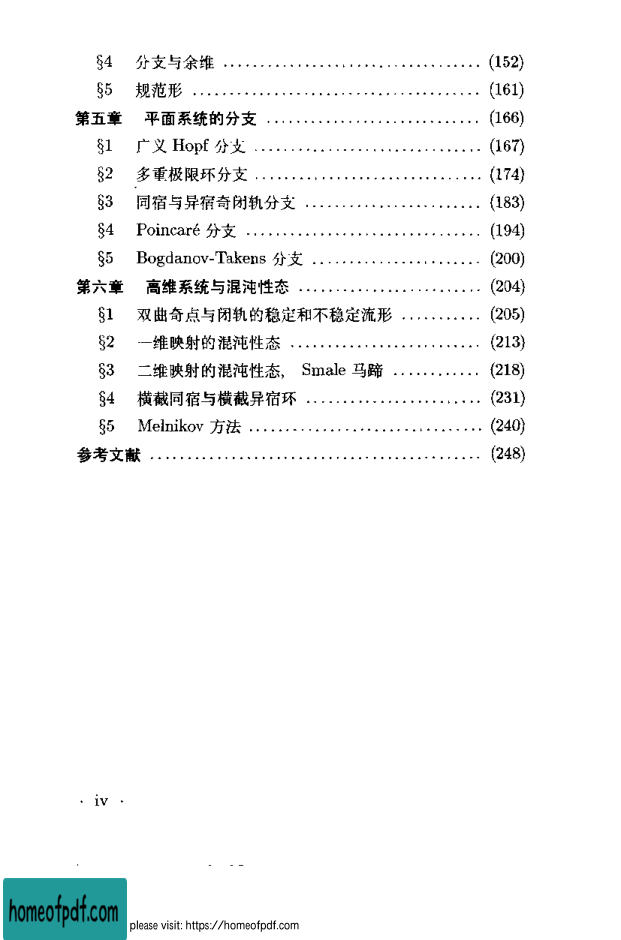 §4 分支与余维 .................................. (152)
§5 规范形 ....................................... (161)
第五章 平面系统的分支 ............................. (166)
§1 广义 Hopf 分支 ............................... (167)
§2 多重极限环分支 ............................... (174)
§3 同宿与异宿奇闭轨分支 ........................ (183)
§4 Poincaré 分支 ................................ (194)
§5 Bogdanov-Takens 分支 ....................... (200)
第六章 高维系统与混沌性态 ......................... (204)
§1 双曲奇点与闭轨的稳定和不稳定流形 ........... (205)
§2 一维映射的混沌性态 .......................... (213)
§3 二维映射的混沌性态, Smale 马蹄 ............ (218)
§4 横截同宿与横截异宿环 ........................ (231)
§5 Melnikov 方法 ................................ (240)
参考文献 ............................................. (248)
· iv ·
homeofpdf.com
please visit: https://homeofpdf.com